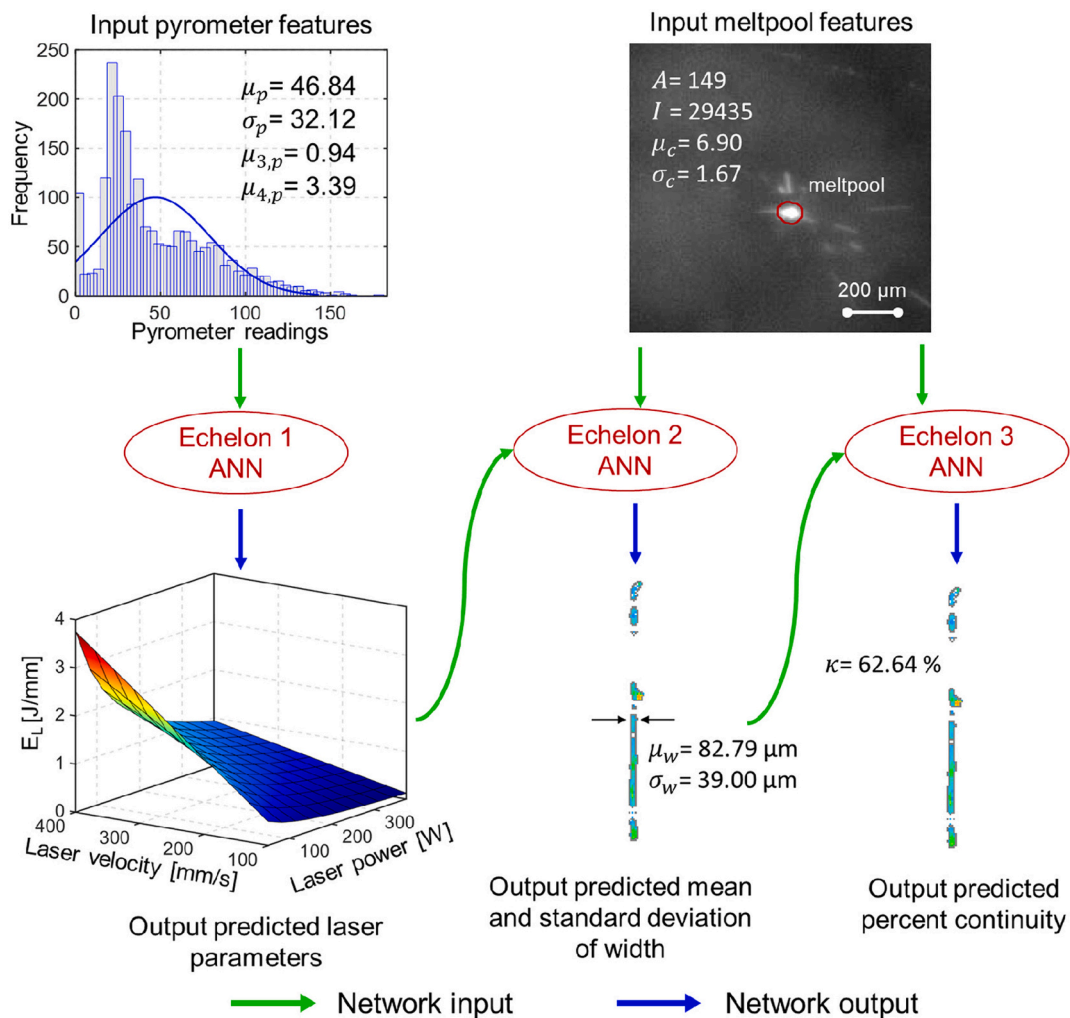 Input pyrometer features
250
200
150
100
50
0
Frequency
μp= 46.84
σp= 32.12
μ3,p= 0.94
μ4,p= 3.39
0 50 100 150
Pyrometer readings
Input meltpool features
A= 149
I = 29435
μc= 6.90
σc= 1.67
meltpool
200 μm
Echelon 1
ANN
Echelon 2
ANN
Echelon 3
ANN
4
3
2
1
0
EL [J/mm]
400 300 200 100
Laser velocity [mm/s]
100 200 300
Laser power [W]
Output predicted laser
parameters
μw= 82.79 μm
σw= 39.00 μm
Output predicted mean
and standard deviation
of width
κ= 62.64 %
Output predicted
percent continuity
Network input
Network output